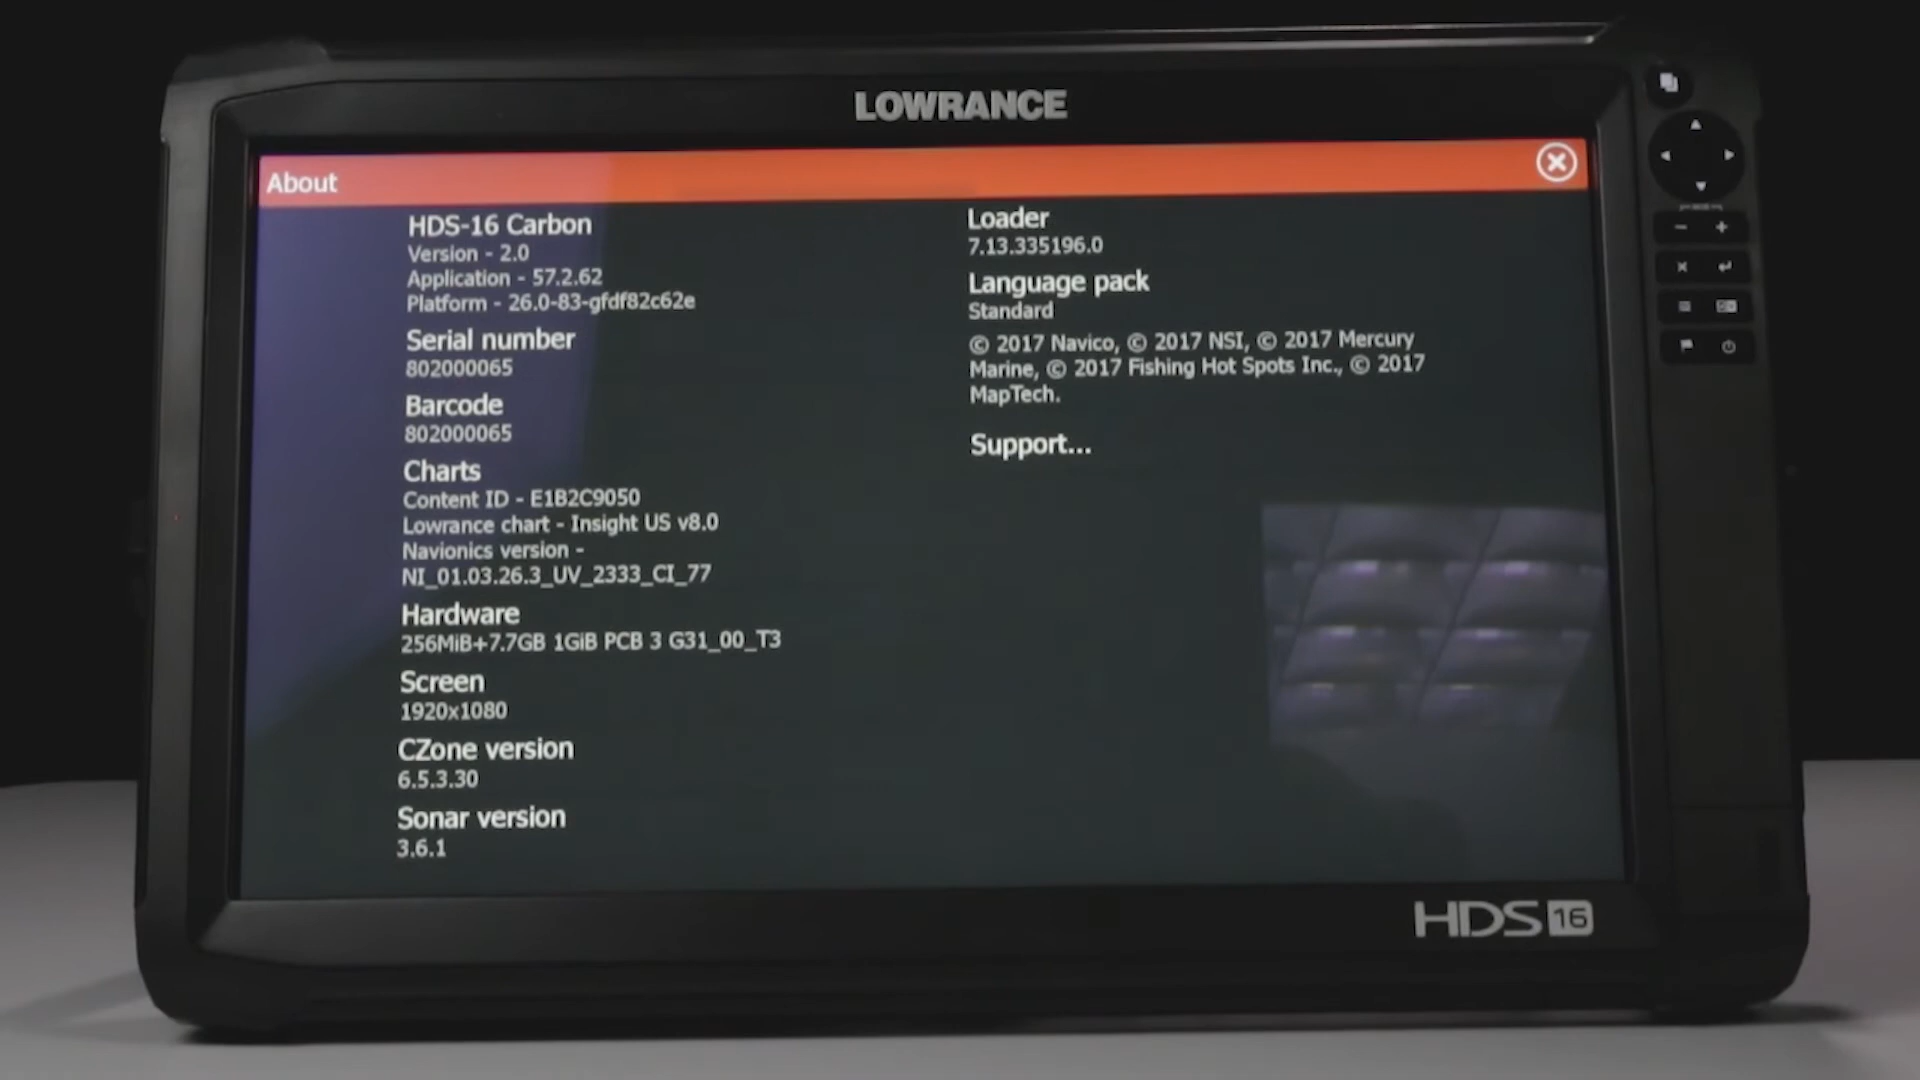 LOWRANCE
About
HDS-16 Carbon
Version - 2.0
Application - 57.2.62
Platform - 26.0-83-gfdf82c62e
Serial number
802000065
Barcode
802000065
Charts
Content ID - E1B2C9050
Lowrance chart - Insight US v8.0
Navionics version -
NI_01.03.26.3_UV_2333_CI_77
Hardware
256MiB+7.7GB 1GiB PCB 3 G31_00_T3
Screen
1920x1080
CZone version
6.5.3.30
Sonar version
3.6.1
Loader
7.13.335196.0
Language pack
Standard
© 2017 Navico, © 2017 NSI, © 2017 Mercury
Marine, © 2017 Fishing Hot Spots Inc., © 2017
MapTech.
Support...
HDS 16